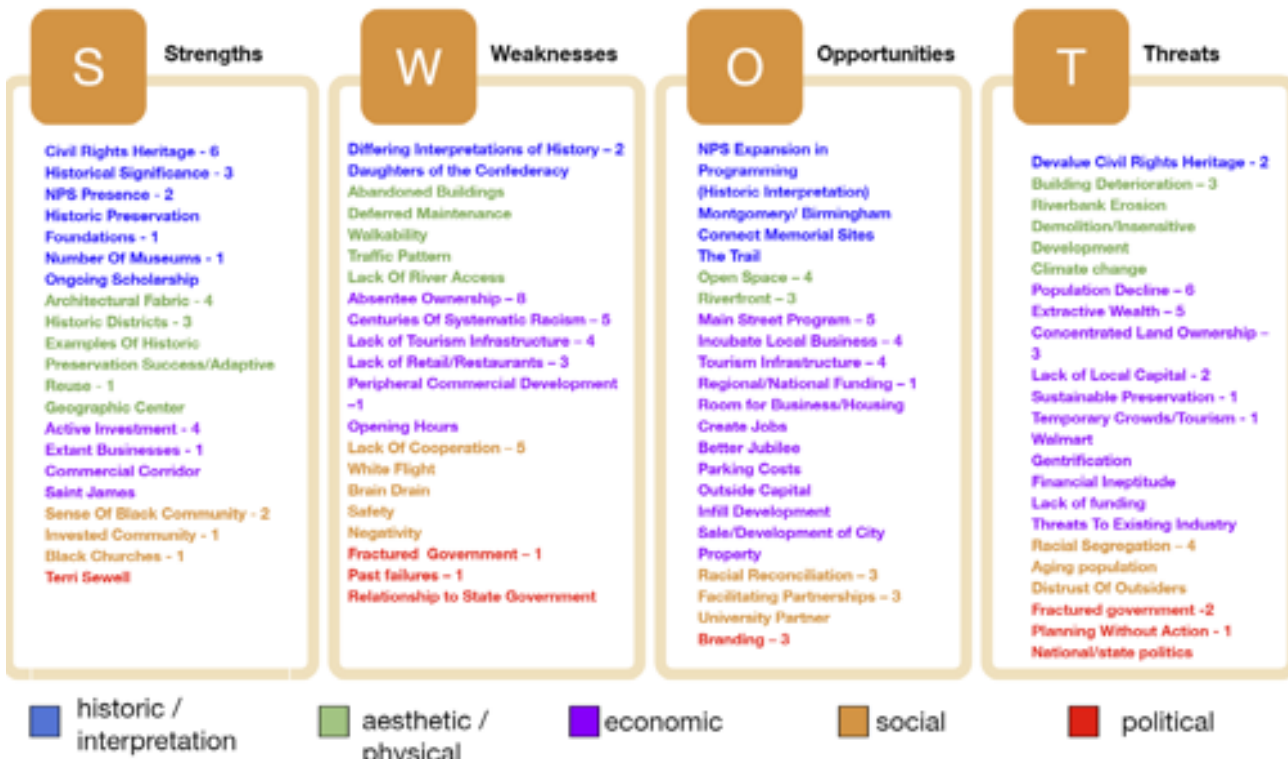 S
Strengths
Civil Rights Heritage - 6
Historical Significance - 3
NPS Presence - 2
Historic Preservation
Foundations - 1
Number Of Museums - 1
Ongoing Scholarship
Architectural Fabric - 4
Historic Districts - 3
Examples Of Historic
Preservation Success/Adaptive
Reuse - 1
Geographic Center
Active Investment - 4
Extant Businesses - 1
Commercial Corridor
Saint James
Sense Of Black Community - 2
Invested Community - 1
Black Churches - 1
Terri Sewell
W
Weaknesses
Differing Interpretations of History – 2
Daughters of the Confederacy
Abandoned Buildings
Deferred Maintenance
Walkability
Traffic Pattern
Lack Of River Access
Absentee Ownership – 8
Centuries Of Systematic Racism – 5
Lack of Tourism Infrastructure – 4
Lack of Retail/Restaurants – 3
Peripheral Commercial Development
–1
Opening Hours
Lack Of Cooperation – 5
White Flight
Brain Drain
Safety
Negativity
Fractured Government – 1
Past failures – 1
Relationship to State Government
O
Opportunities
NPS Expansion in
Programming
(Historic Interpretation)
Montgomery/ Birmingham
Connect Memorial Sites
The Trail
Open Space – 4
Riverfront – 3
Main Street Program – 5
Incubate Local Business – 4
Tourism Infrastructure – 4
Regional/National Funding – 1
Room for Business/Housing
Create Jobs
Better Jubilee
Parking Costs
Outside Capital
Infill Development
Sale/Development of City
Property
Racial Reconciliation – 3
Facilitating Partnerships – 3
University Partner
Branding – 3
T
Threats
Devalue Civil Rights Heritage - 2
Building Deterioration – 3
Riverbank Erosion
Demolition/Insensitive
Development
Climate change
Population Decline – 6
Extractive Wealth – 5
Concentrated Land Ownership –
3
Lack of Local Capital - 2
Sustainable Preservation - 1
Temporary Crowds/Tourism - 1
Walmart
Gentrification
Financial Ineptitude
Lack of funding
Threats To Existing Industry
Racial Segregation – 4
Aging population
Distrust Of Outsiders
Fractured government -2
Planning Without Action - 1
National/state politics
historic /
interpretation
aesthetic /
physical
economic
social
political